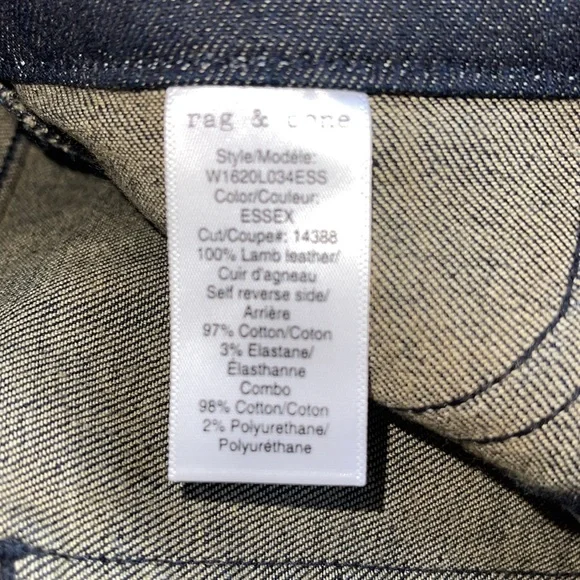 rag & bone
Style/Modéle:
W1620L034ESS
Color/Couleur:
ESSEX
Cut/Coupe#: 14388
100% Lamb leather/
Cuir d'agneau
Self reverse side/
Arrière
97% Cotton/Coton
3% Elastane/
Élasthanne
Combo
98% Cotton/Coton
2% Polyurethane/
Polyuréthane